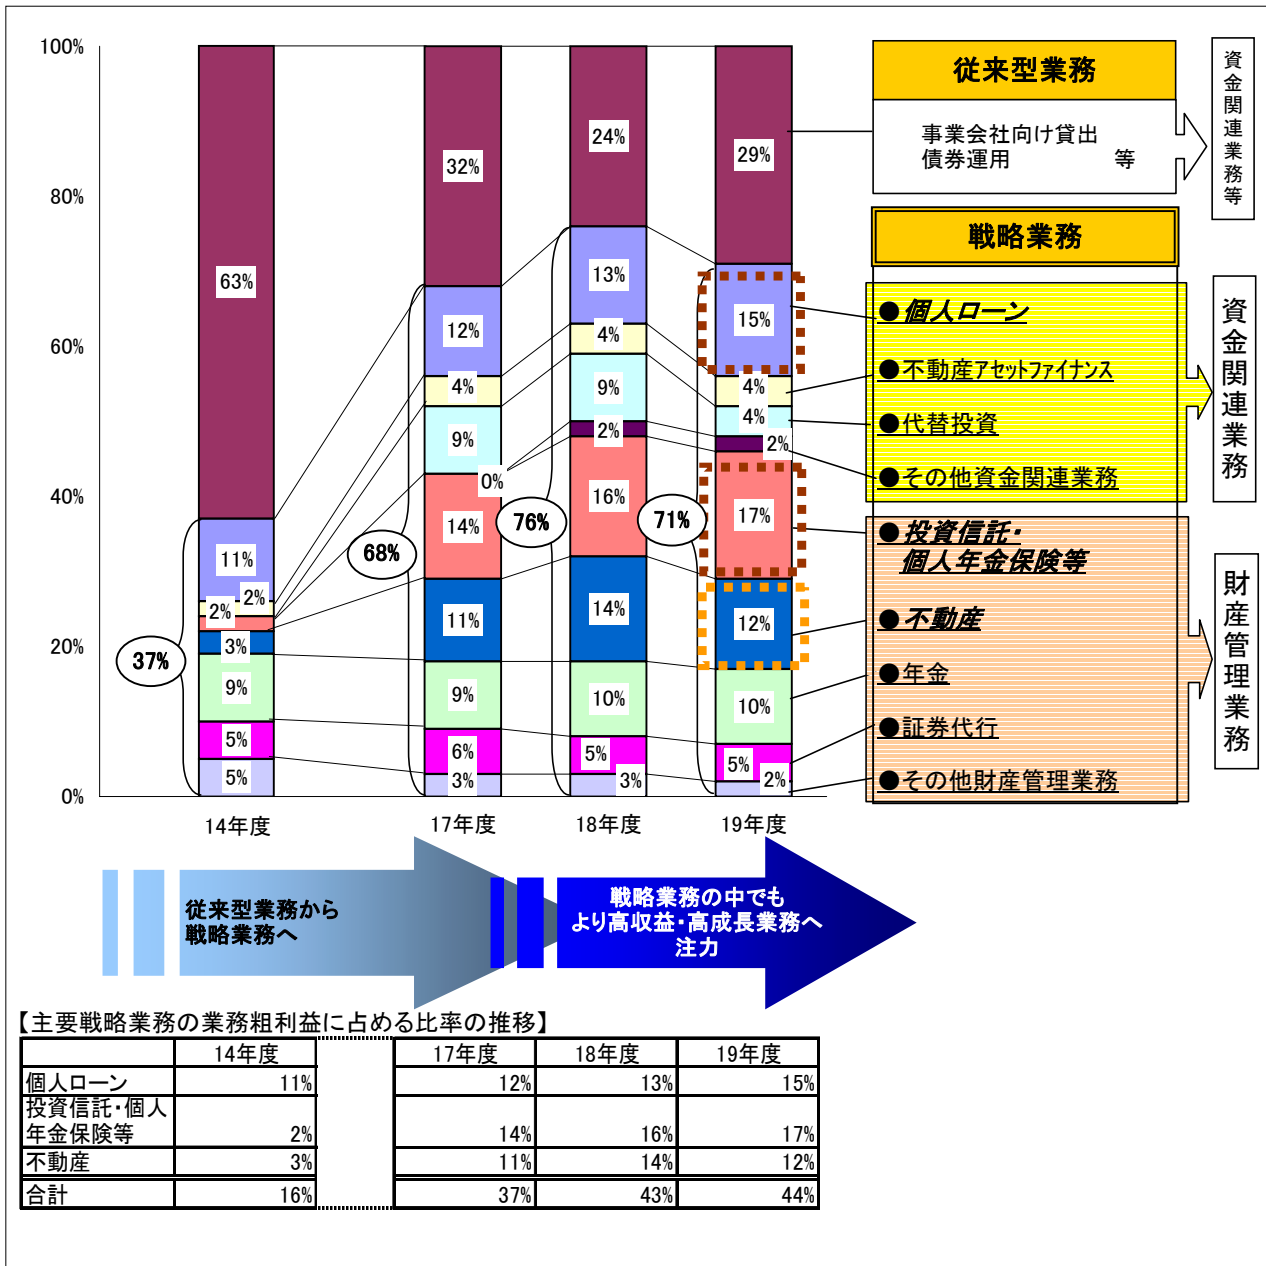 100%
80%
60%
40%
20%
0%
63%
11%
2%
2%
3%
9%
5%
5%
37%
14年度
32%
12%
4%
9%
0%
14%
11%
9%
6%
3%
68%
17年度
24%
13%
4%
9%
2%
16%
14%
10%
5%
3%
76%
18年度
29%
15%
4%
4%
2%
17%
12%
10%
5%
2%
71%
19年度
従来型業務
事業会社向け貸出
債券運用 等
資金関連業務等
戦略業務
●個人ローン
●不動産アセットファイナンス
●代替投資
●その他資金関連業務
資金関連業務
●投資信託・
個人年金保険等
●不動産
●年金
●証券代行
●その他財産管理業務
財産管理業務
従来型業務から
戦略業務へ
戦略業務の中でも
より高収益・高成長業務へ
注力
【主要戦略業務の業務粗利益に占める比率の推移】
14年度 17年度 18年度 19年度
個人ローン 11% 12% 13% 15%
投資信託・個人
年金保険等 2% 14% 16% 17%
不動産 3% 11% 14% 12%
合計 16% 37% 43% 44%